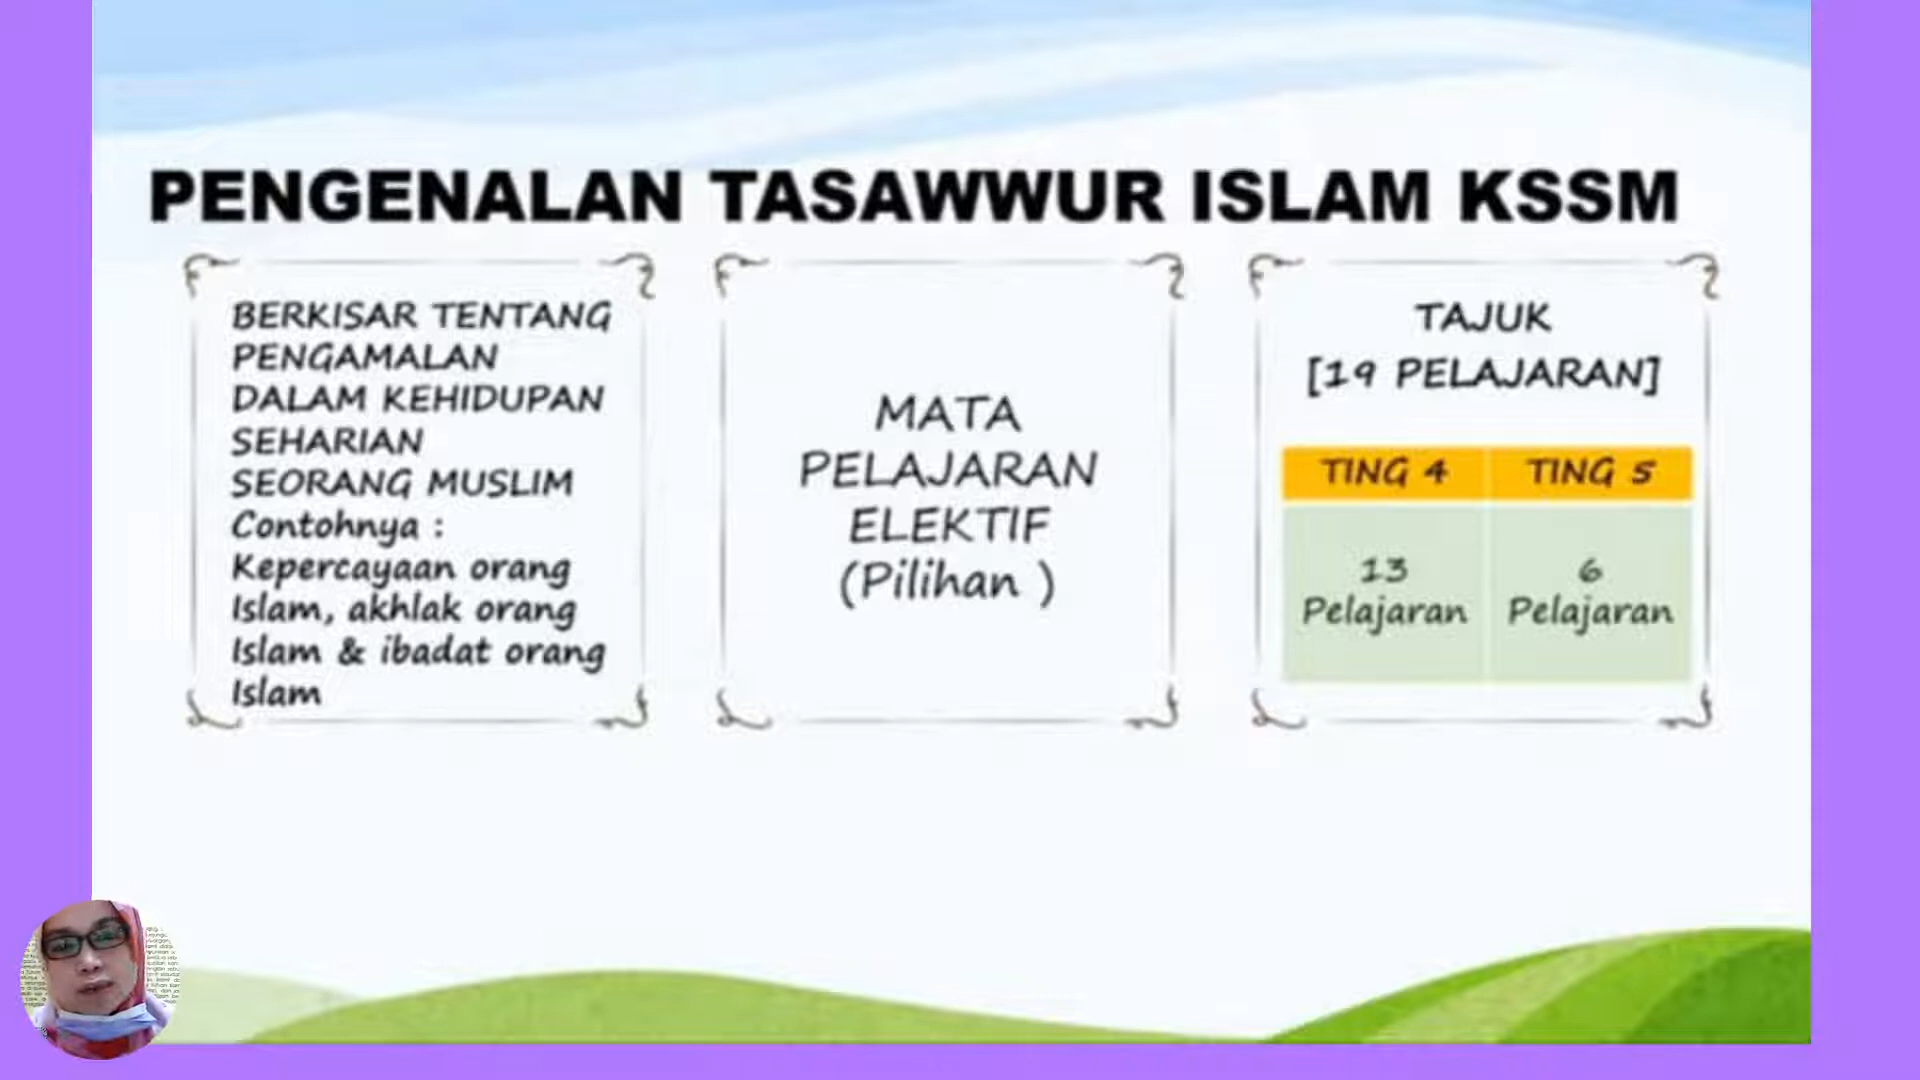 PENGENALAN TASAWWUR ISLAM KSSM
BERKISAR TENTANG
PENGAMALAN
DALAM KEHIDUPAN
SEHARIAN
SEORANG MUSLIM
Contohnya :
Kepercayaan orang
Islam, akhlak orang
Islam & ibadat orang
Islam
MATA
PELAJARAN
ELEKTIF
(Pilihan )
TAJUK
[19 PELAJARAN]
TING 4
TING 5
13
Pelajaran
6
Pelajaran